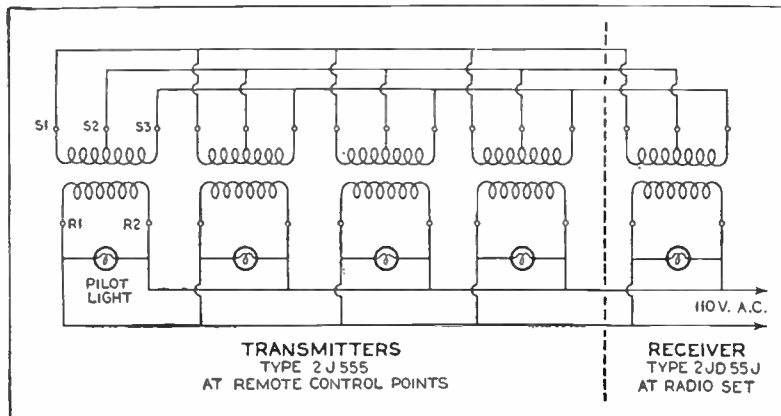 S1 S2 S3
R1 R2
PILOT
LIGHT
110V. A.C.
TRANSMITTERS
TYPE 2J555
AT REMOTE CONTROL POINTS
RECEIVER
TYPE 2JD55J
AT RADIO SET